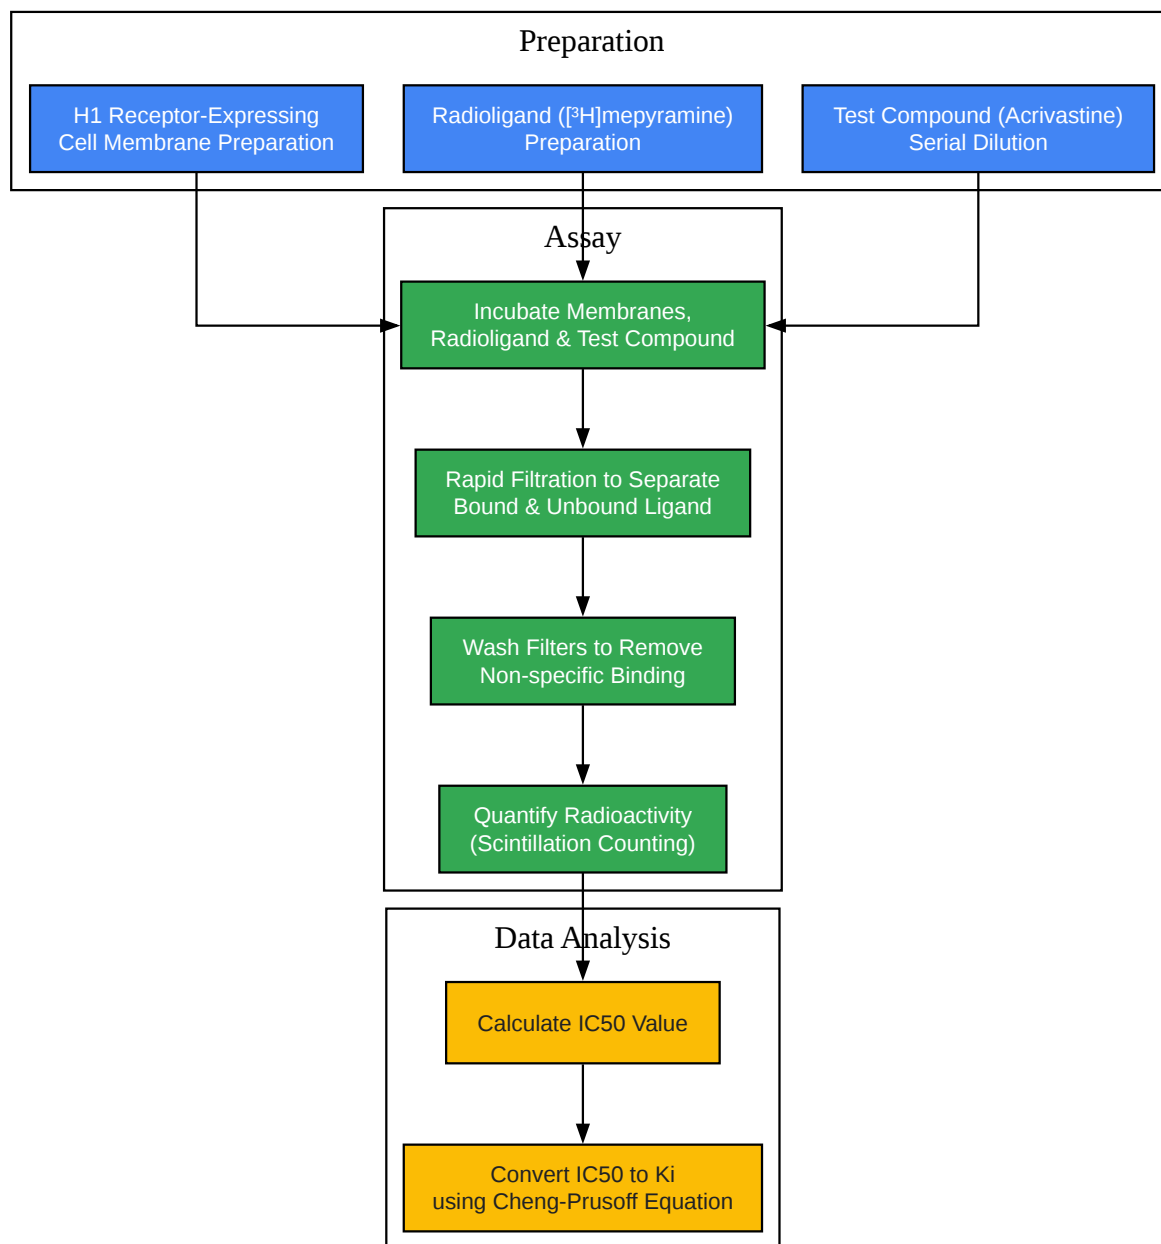 Preparation
H1 Receptor-Expressing
Cell Membrane Preparation
Radioligand ([³H]mepyramine)
Preparation
Test Compound (Acrivastine)
Serial Dilution
Assay
Incubate Membranes,
Radioligand & Test Compound
Rapid Filtration to Separate
Bound & Unbound Ligand
Wash Filters to Remove
Non-specific Binding
Quantify Radioactivity
(Scintillation Counting)
Data Analysis
Calculate IC50 Value
Convert IC50 to Ki
using Cheng-Prusoff Equation